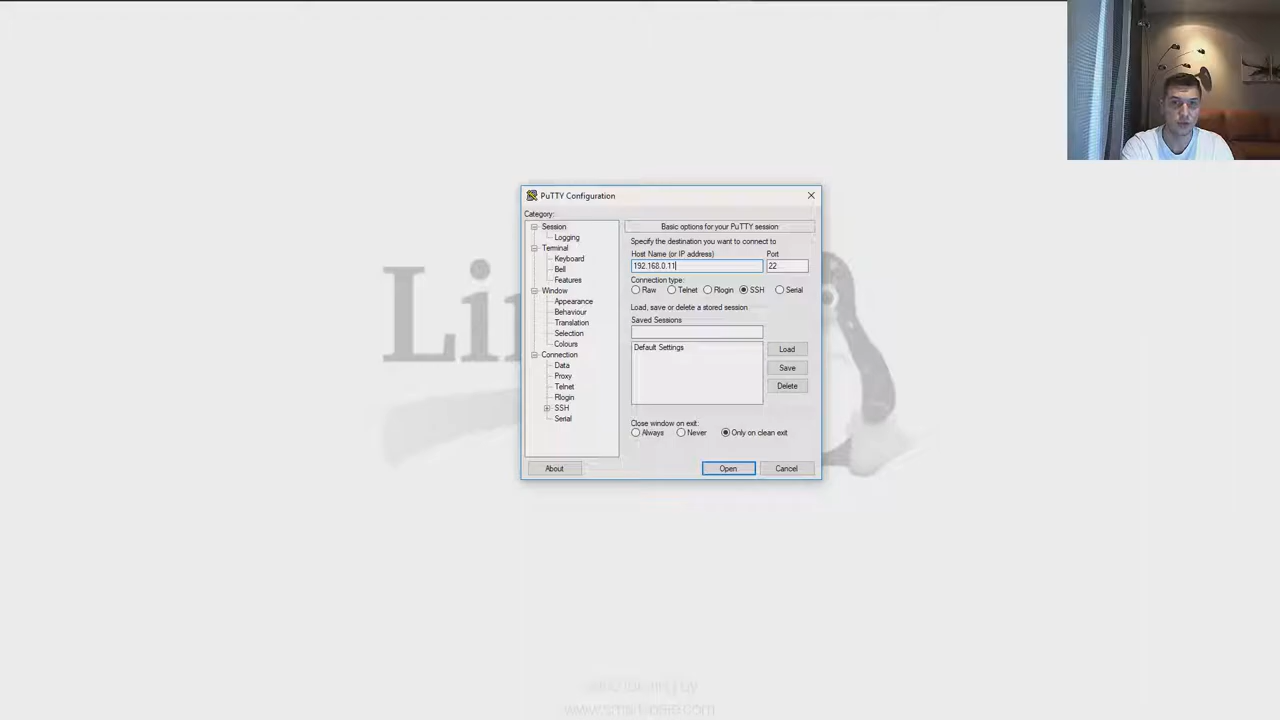 PuTTY Configuration
Category:
Session
Logging
Terminal
Keyboard
Bell
Features
Window
Appearance
Behaviour
Translation
Selection
Colours
Connection
Data
Proxy
Telnet
Rlogin
SSH
Serial
Basic options for your PuTTY session
Specify the destination you want to connect to
Host Name (or IP address) Port
192.168.0.11 22
Connection type:
Raw Telnet Rlogin SSH Serial
Load, save or delete a stored session
Saved Sessions
Default Settings
Load
Save
Delete
Close window on exit:
Always Never Only on clean exit
About Open Cancel
Li